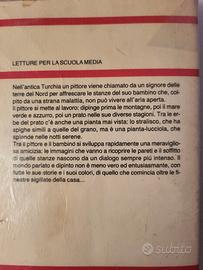 LETTURE PER LA SCUOLA MEDIA
Nell'antica Turchia un pittore viene chiamato da un signore delle
terre del Nord per affrescare le stanze del suo bambino che, col-
pito da una strana malattia, non può vivere all'aria aperta.
Il pittore si mette al lavoro: dipinge prima le montagne, poi il mare
verde e azzurro, poi un prato nelle sue diverse stagioni. Tra le er-
be del prato c'è anche una pianta mai vista: lo stralisco, che ha
spighe simili a quelle del grano, ma è una pianta-lucciola, che
splende nelle notti serene.
Tra il pittore e il bambino si sviluppa rapidamente una meraviglio-
sa amicizia: le immagini che vanno a ricoprire le pareti e il soffitto
di quelle stanze nascono da un dialogo sempre più intenso. Il
mondo parlato e dipinto non è meno vero ed entusiasmante, con
tutte le sue storie e i suoi colori, di quello che comincia oltre le fi-
nestre sigillate della casa...
Subito.it